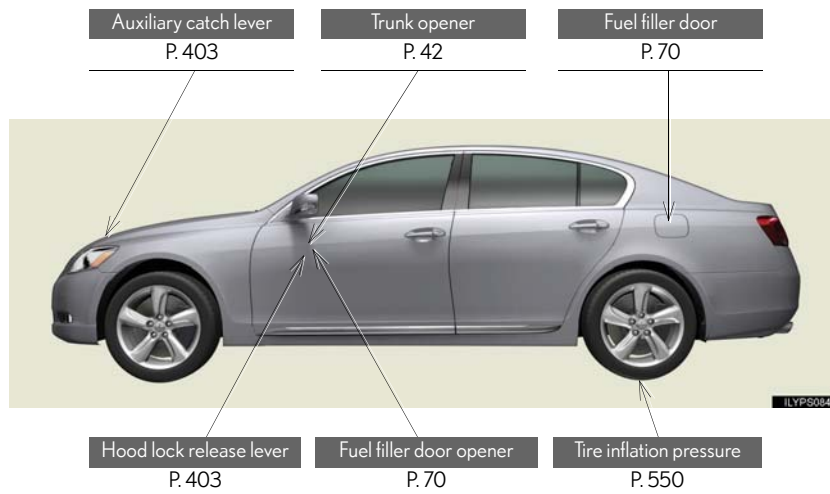 Auxiliary catch lever
P. 403
Trunk opener
P. 42
Fuel filler door
P. 70
ILYPS084
Hood lock release lever
P. 403
Fuel filler door opener
P. 70
Tire inflation pressure
P. 550